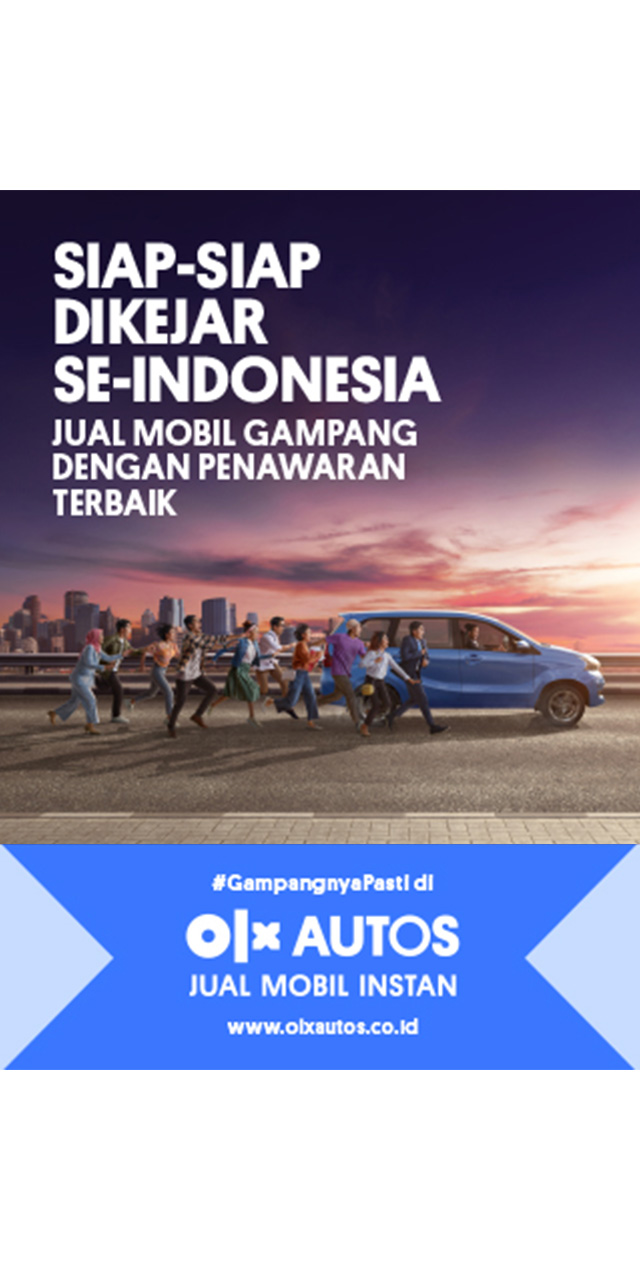 SIAP-SIAP
DIKEJAR
SE-INDONESIA
JUAL MOBIL GAMPANG
DENGAN PENAWARAN
TERBAIK
#GampangnyaPasti di
olx AUTOS
JUAL MOBIL INSTAN
www.olxautos.co.id